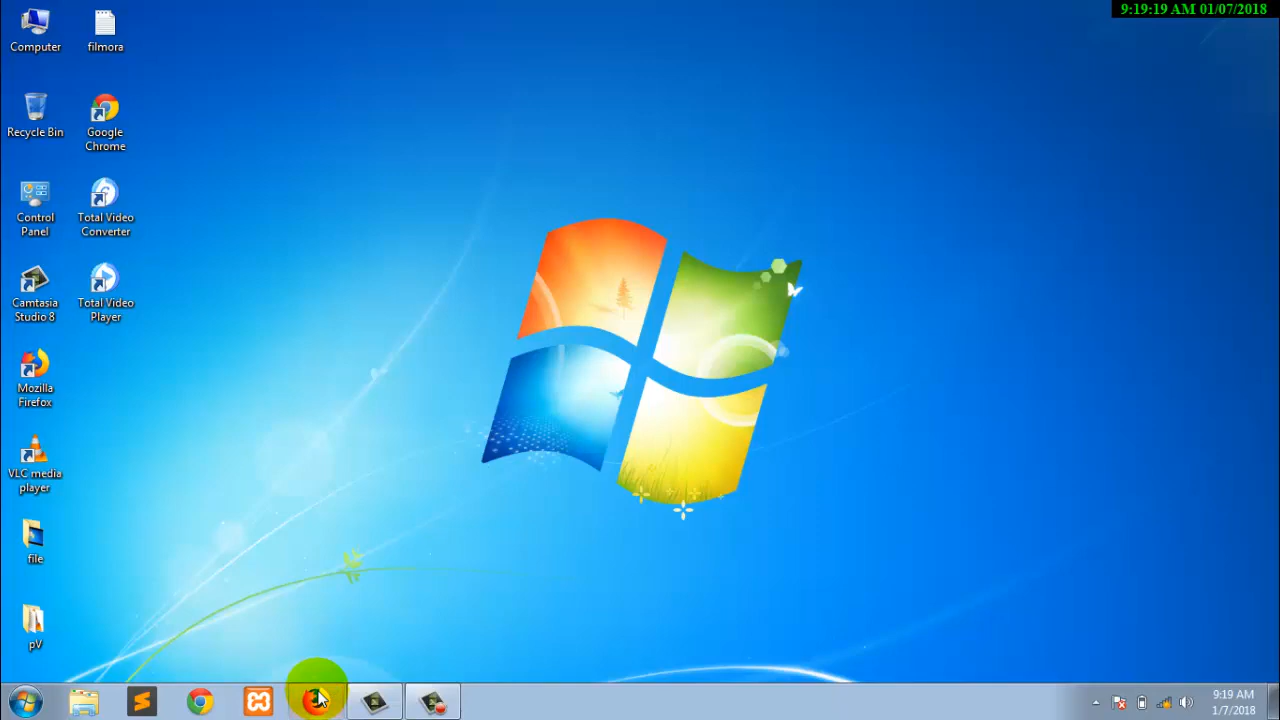 9:19:19 AM 01/07/2018
Computer
filmora
Recycle Bin
Google
Chrome
Control
Panel
Total Video
Converter
Camtasia
Studio 8
Total Video
Player
Mozilla
Firefox
VLC media
player
file
pV
9:19 AM
1/7/2018